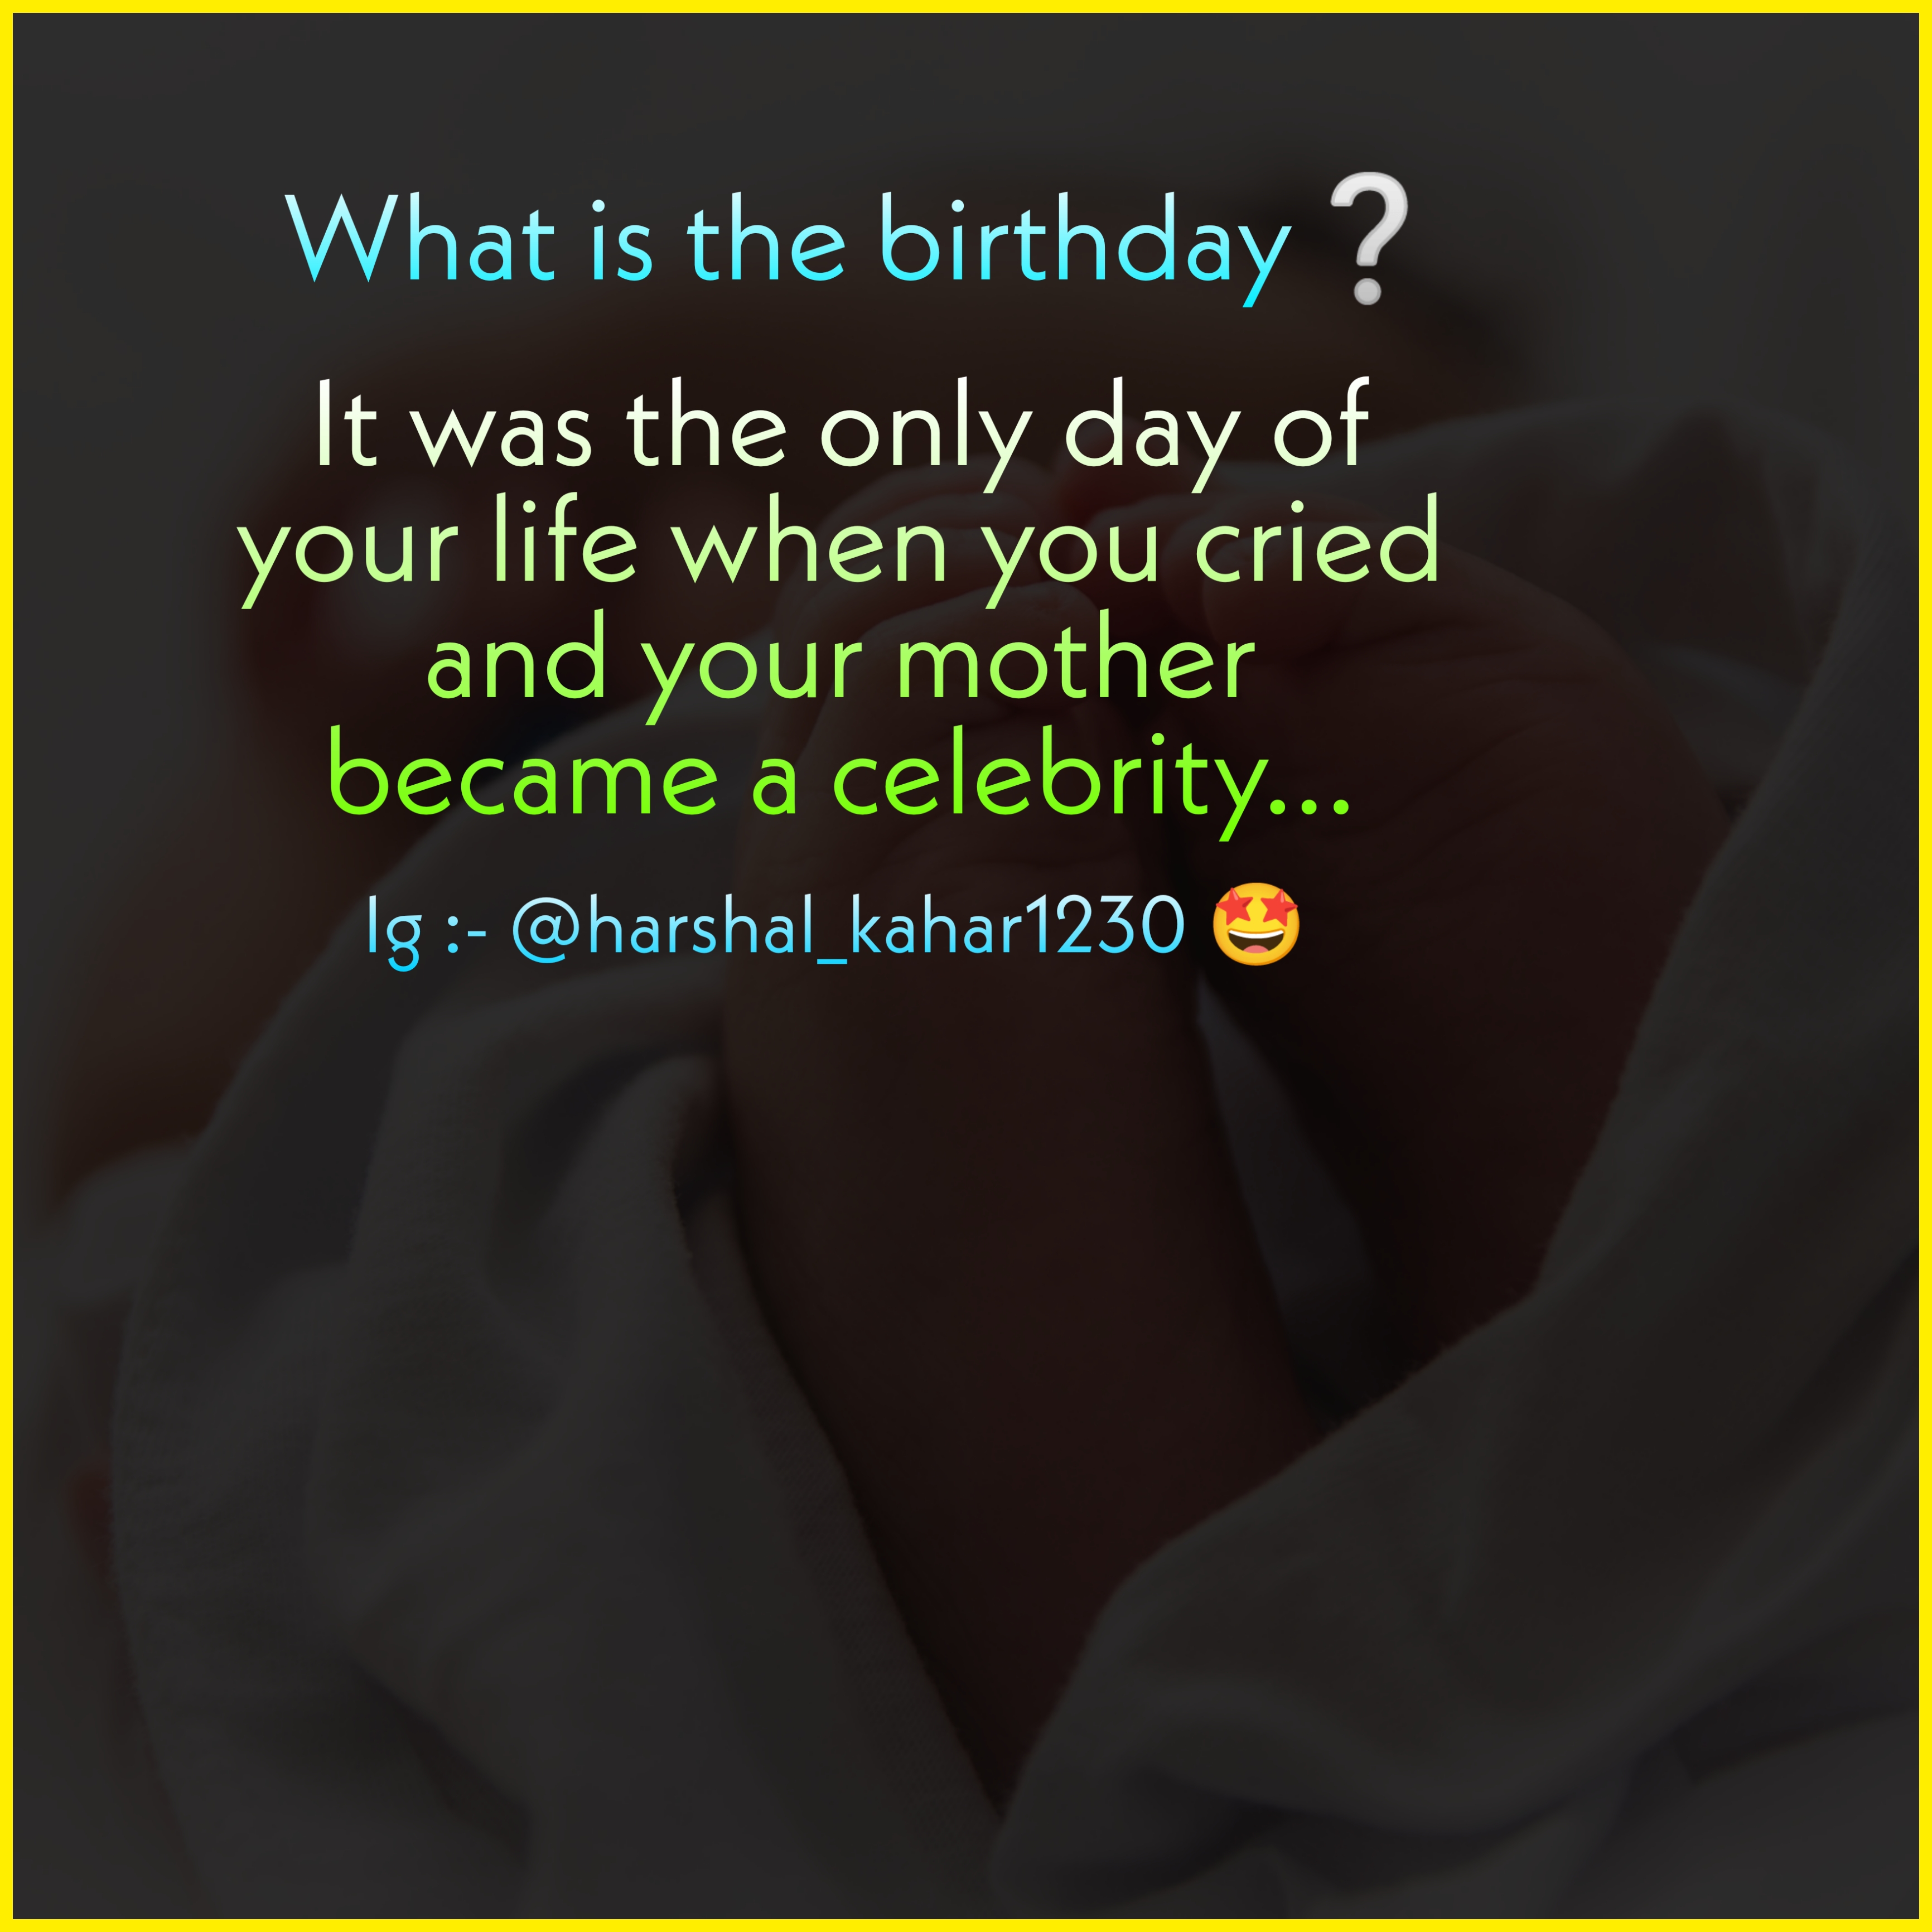 What is the birthday ❔
It was the only day of
your life when you cried
and your mother
became a celebrity...
Ig :- @harshal_kahar1230 🤩